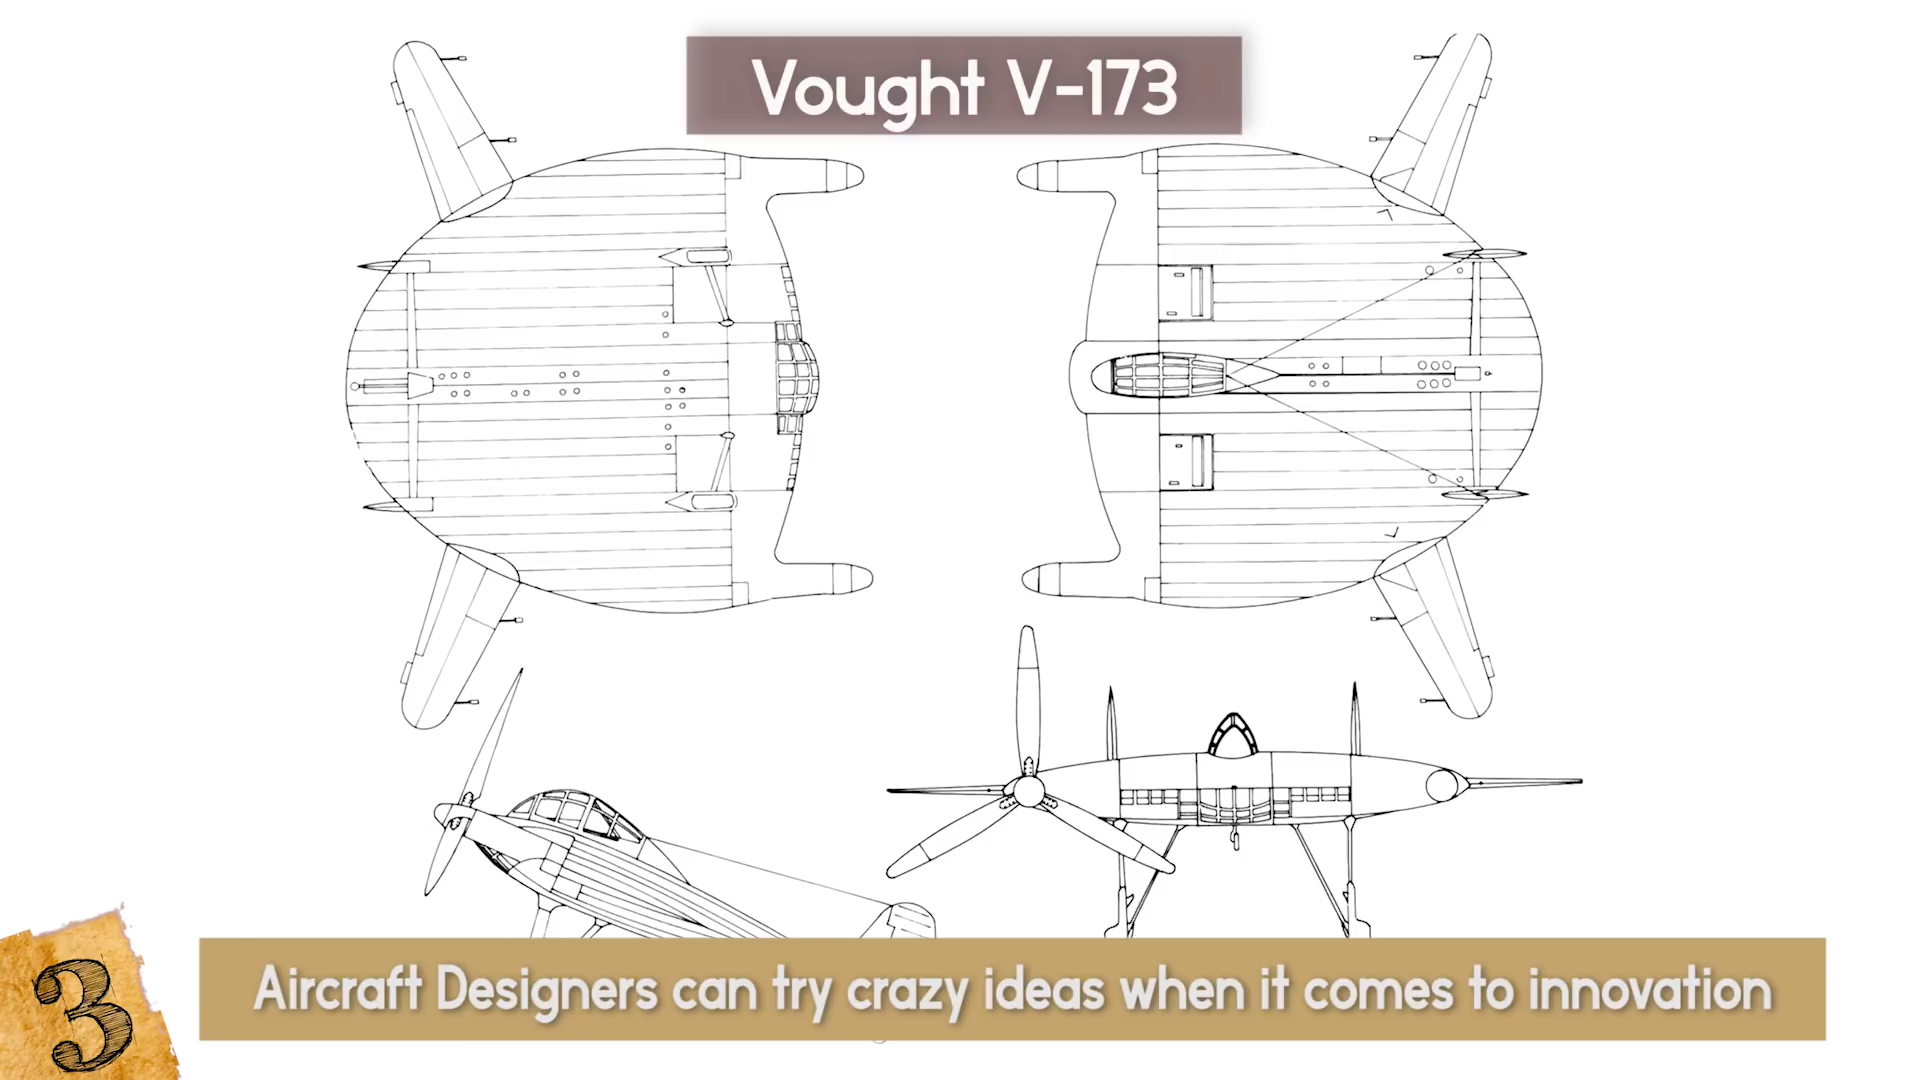 Vought V-173
3
Aircraft Designers can try crazy ideas when it comes to innovation